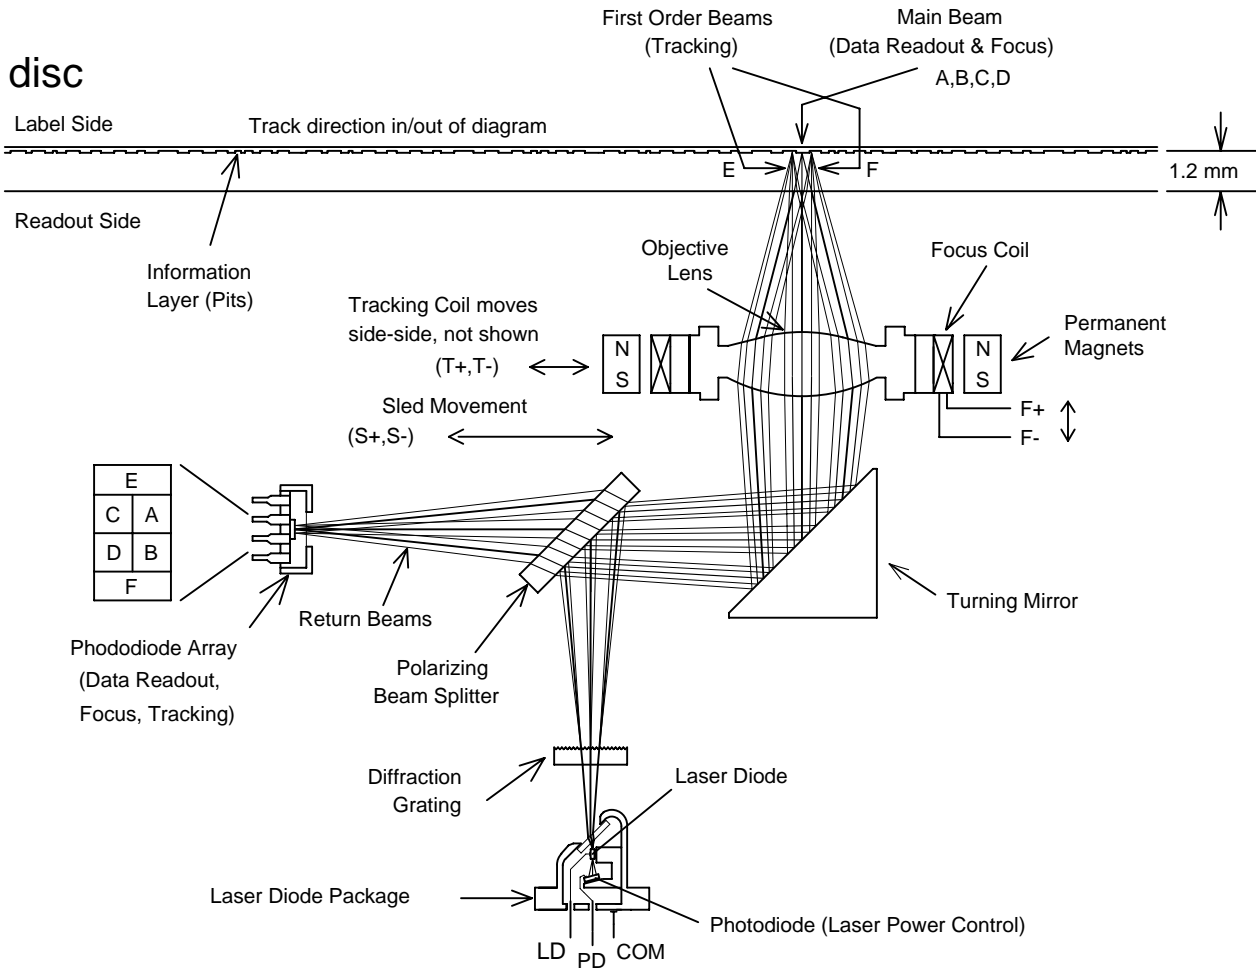 First Order Beams
(Tracking)
Main Beam
(Data Readout & Focus)
A,B,C,D
disc
Label Side
Track direction in/out of diagram
E
F
1.2 mm
Readout Side
Information
Layer (Pits)
Objective
Lens
Focus Coil
Tracking Coil moves
side-side, not shown
(T+,T-)
N
S
N
S
Permanent
Magnets
Sled Movement
(S+,S-)
F+
F-
E
C A
D B
F
Return Beams
Turning Mirror
Phododiode Array
(Data Readout,
Focus, Tracking)
Polarizing
Beam Splitter
Diffraction
Grating
Laser Diode
Laser Diode Package
Photodiode (Laser Power Control)
LD
PD
COM